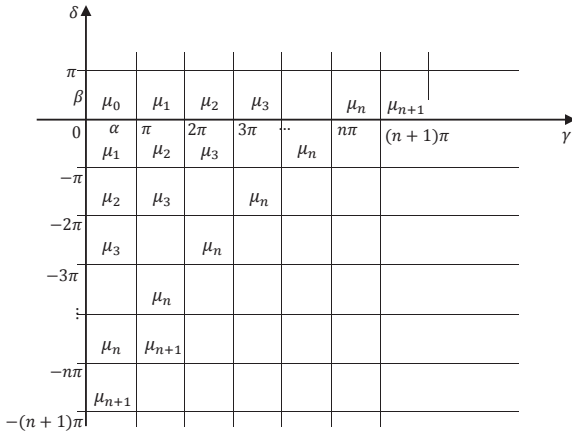 δ
π
β μ₀ μ₁ μ₂ μ₃ μₙ μₙ₊₁
0 α π 2π 3π ... nπ (n + 1)π γ
μ₁ μ₂ μ₃ μₙ
−π
μ₂ μ₃ μₙ
−2π
μ₃ μₙ
−3π
μₙ
⋮
μₙ μₙ₊₁
−nπ
μₙ₊₁
−(n + 1)π